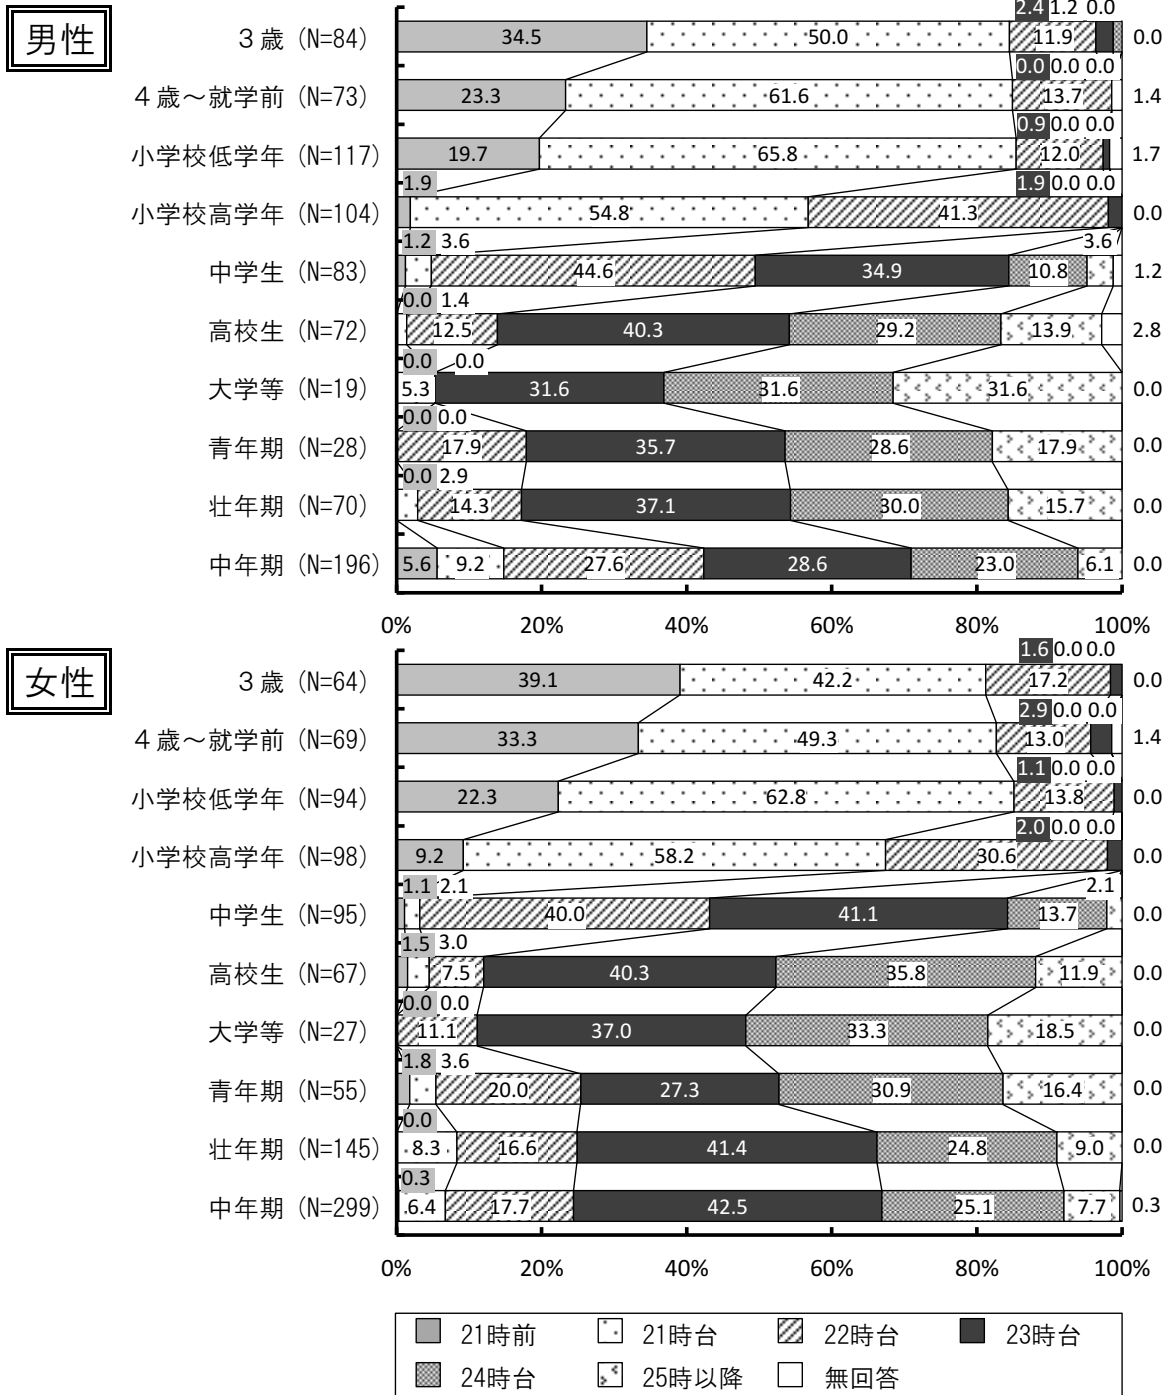 男性
2.4 1.2 0.0
３歳（N=84） 34.5 50.0 11.9 0.0
0.0 0.0 0.0
４歳～就学前（N=73） 23.3 61.6 13.7 1.4
0.9 0.0 0.0
小学校低学年（N=117） 19.7 65.8 12.0 1.7
1.9 1.9 0.0 0.0
小学校高学年（N=104） 54.8 41.3 0.0
1.2 3.6 3.6
中学生（N=83） 44.6 34.9 10.8 1.2
0.0 1.4
高校生（N=72） 12.5 40.3 29.2 13.9 2.8
0.0 0.0
大学等（N=19） 5.3 31.6 31.6 31.6 0.0
0.0 0.0
青年期（N=28） 17.9 35.7 28.6 17.9 0.0
0.0 2.9
壮年期（N=70） 14.3 37.1 30.0 15.7 0.0
中年期（N=196） 5.6 9.2 27.6 28.6 23.0 6.1 0.0
0% 20% 40% 60% 80% 100%
女性
1.6 0.0 0.0
３歳（N=64） 39.1 42.2 17.2 0.0
2.9 0.0 0.0
４歳～就学前（N=69） 33.3 49.3 13.0 1.4
1.1 0.0 0.0
小学校低学年（N=94） 22.3 62.8 13.8 0.0
2.0 0.0 0.0
小学校高学年（N=98） 9.2 58.2 30.6 0.0
1.1 2.1 2.1
中学生（N=95） 40.0 41.1 13.7 0.0
1.5 3.0
高校生（N=67） 7.5 40.3 35.8 11.9 0.0
0.0 0.0
大学等（N=27） 11.1 37.0 33.3 18.5 0.0
1.8 3.6
青年期（N=55） 20.0 27.3 30.9 16.4 0.0
0.0
壮年期（N=145） 8.3 16.6 41.4 24.8 9.0 0.0
0.3
中年期（N=299） 6.4 17.7 42.5 25.1 7.7 0.3
0% 20% 40% 60% 80% 100%
21時前 21時台 22時台 23時台
24時台 25時以降 無回答